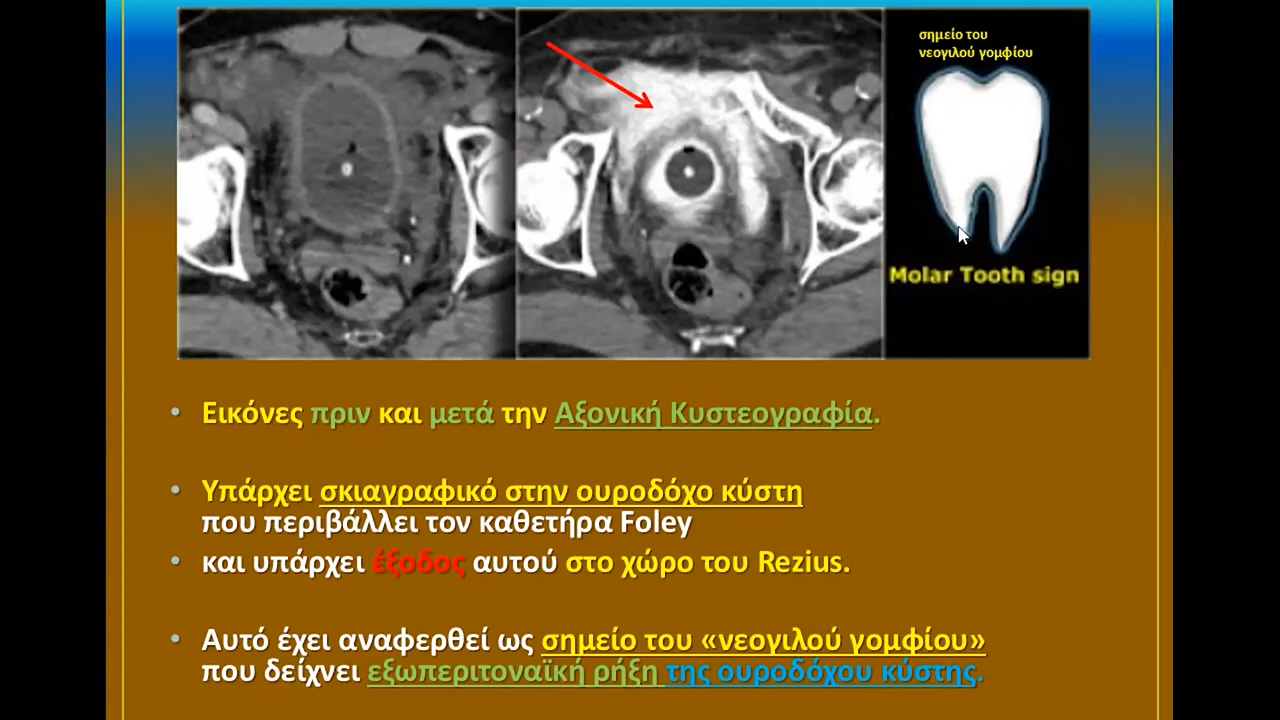 σημείο του
νεογιλού γομφίου
Molar Tooth sign
• Εικόνες πριν και μετά την Αξονική Κυστεογραφία.
• Υπάρχει σκιαγραφικό στην ουροδόχο κύστη
που περιβάλλει τον καθετήρα Foley
• και υπάρχει έξοδος αυτού στο χώρο του Rezius.
• Αυτό έχει αναφερθεί ως σημείο του «νεογιλού γομφίου»
που δείχνει εξωπεριτοναϊκή ρήξη της ουροδόχου κύστης.